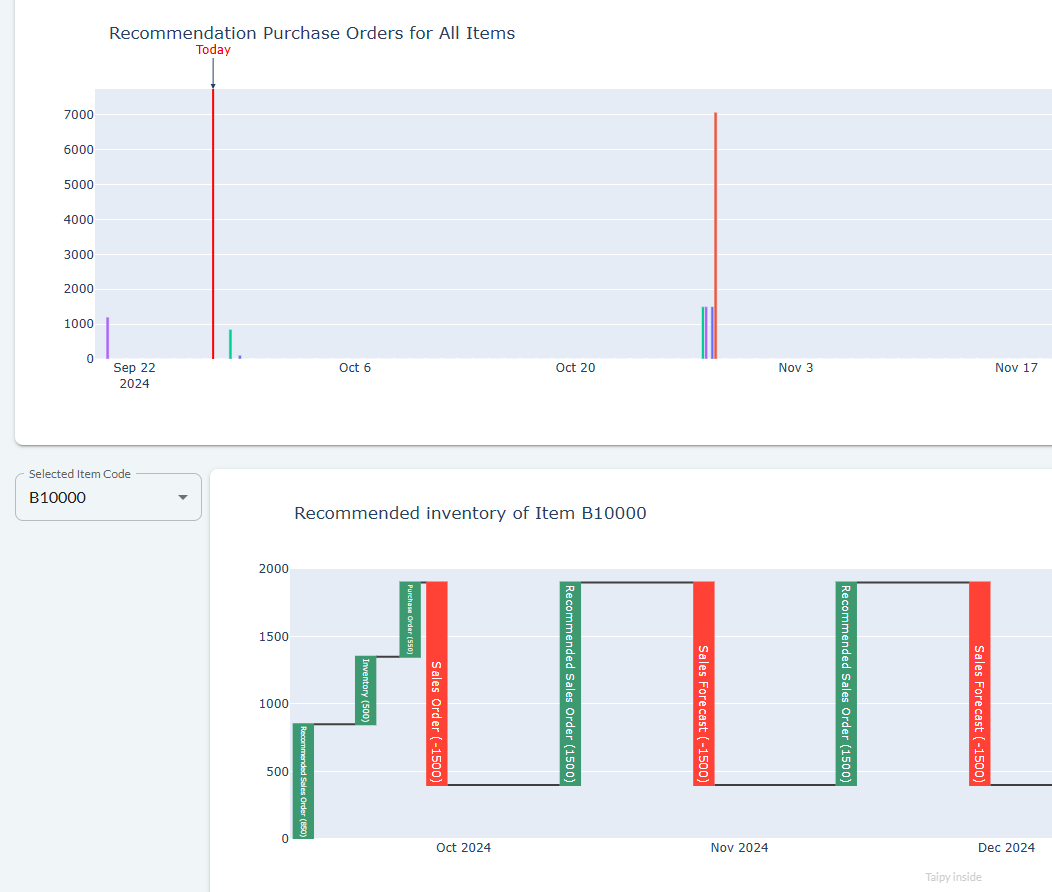 Recommendation Purchase Orders for All Items
Today
7000
6000
5000
4000
3000
2000
1000
0
Sep 22
2024
Oct 6
Oct 20
Nov 3
Nov 17
Selected Item Code
B10000
Recommended inventory of Item B10000
2000
1500
1000
500
0
Recommended Sales Order (850)
Inventory (500)
Purchase Order (550)
Sales Order (-1500)
Recommended Sales Order (1500)
Sales Forecast (-1500)
Recommended Sales Order (1500)
Sales Forecast (-1500)
Oct 2024
Nov 2024
Dec 2024
Taipy inside